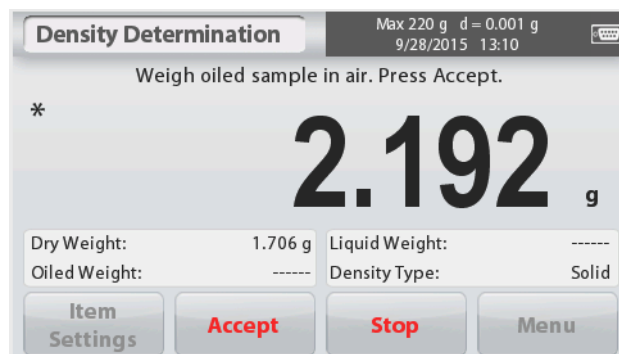 Density Determination
Max 220 g d = 0.001 g
9/28/2015 13:10
Weigh oiled sample in air. Press Accept.
*
2.192 g
Dry Weight: 1.706 g Liquid Weight: ------
Oiled Weight: ------ Density Type: Solid
Item Settings
Accept
Stop
Menu